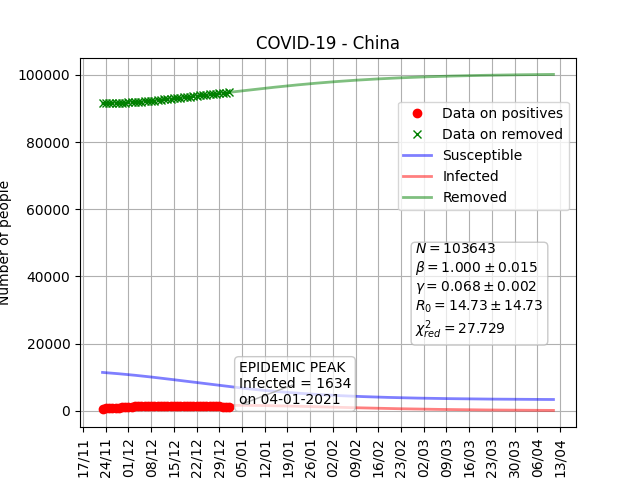 COVID-19 - China
Number of people
100000
80000
60000
40000
20000
0
Data on positives
Data on removed
Susceptible
Infected
Removed
N = 103643
β = 1.000 ± 0.015
γ = 0.068 ± 0.002
R₀ = 14.73 ± 14.73
χ²_red = 27.729
EPIDEMIC PEAK
Infected = 1634
on 04-01-2021
17/11 24/11 01/12 08/12 15/12 22/12 29/12 05/01 12/01 19/01 26/01 02/02 09/02 16/02 23/02 02/03 09/03 16/03 23/03 30/03 06/04 13/04